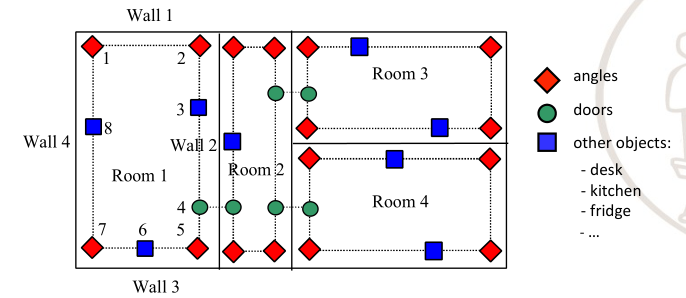 Wall 1
1
2
Room 3
angles
3
doors
Wall 4
8
Wall 2
other objects:
Room 1
Room 2
- desk
- kitchen
- fridge
- ...
4
Room 4
7
6
5
Wall 3